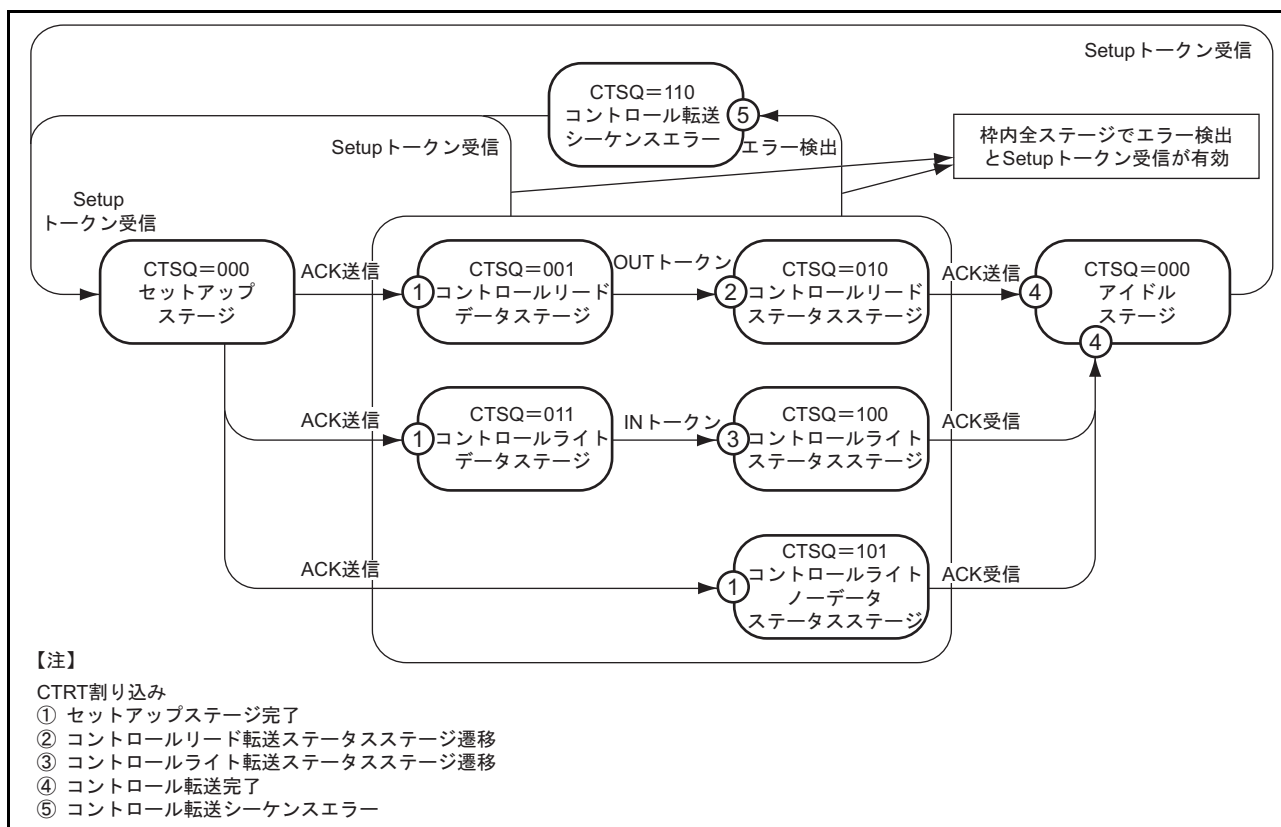 Setupトークン受信
CTSQ＝110
コントロール転送
シーケンスエラー
⑤
Setupトークン受信
エラー検出
枠内全ステージでエラー検出
とSetupトークン受信が有効
Setup
トークン受信
CTSQ＝000
セットアップ
ステージ
ACK送信
①
CTSQ＝001
コントロールリード
データステージ
OUTトークン
②
CTSQ＝010
コントロールリード
ステータスステージ
ACK送信
④
CTSQ＝000
アイドル
ステージ
④
ACK送信
①
CTSQ＝011
コントロールライト
データステージ
INトークン
③
CTSQ＝100
コントロールライト
ステータスステージ
ACK受信
ACK送信
①
CTSQ＝101
コントロールライト
ノーデータ
ステータスステージ
ACK受信
【注】
CTRT割り込み
① セットアップステージ完了
② コントロールリード転送ステータスステージ遷移
③ コントロールライト転送ステータスステージ遷移
④ コントロール転送完了
⑤ コントロール転送シーケンスエラー